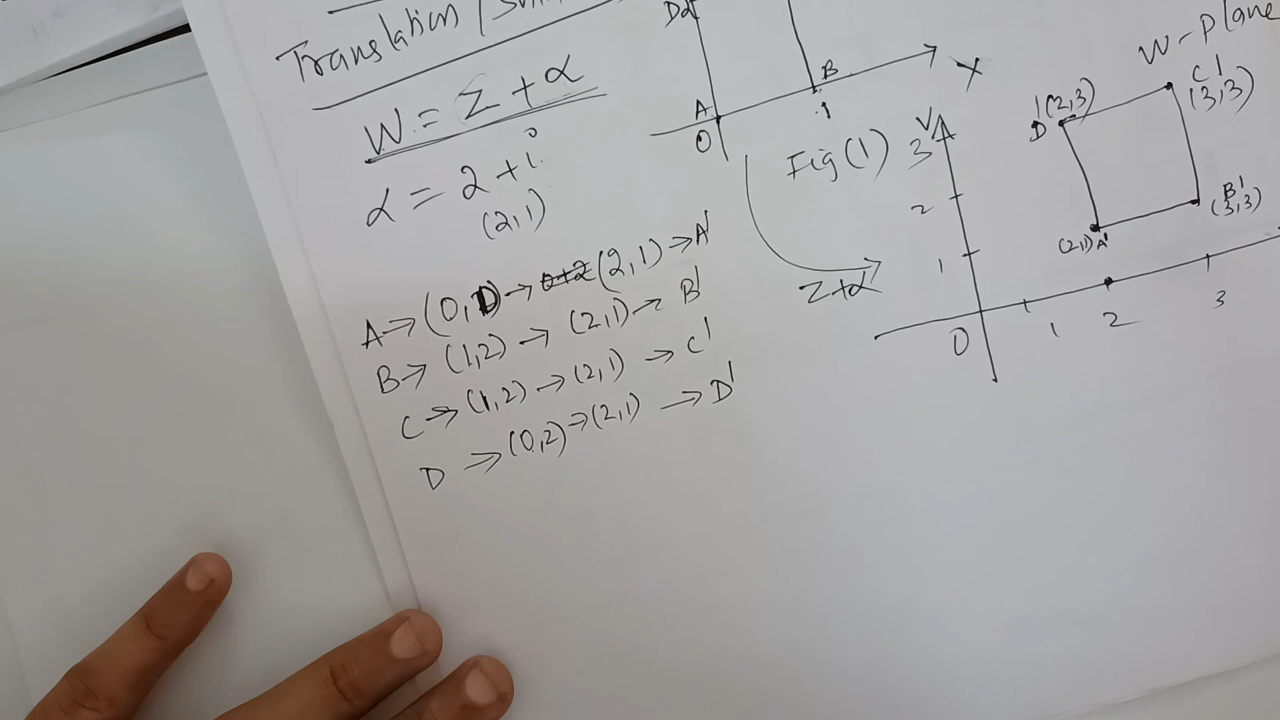 Translation /
W = Z + α
α = 2 + i
(2,1)
A → (0,0) → (2,1) → A'
B → (1,2) → (2,1) → B'
C → (1,2) → (2,1) → C'
D → (0,2) → (2,1) → D'
A
B
X
O
1
Fig (1)
Z+α
W-Plane
V
3
2
1
O
1
2
3
D'(2,3)
C'
(3,3)
B'
(3,3)
(2,1) A'